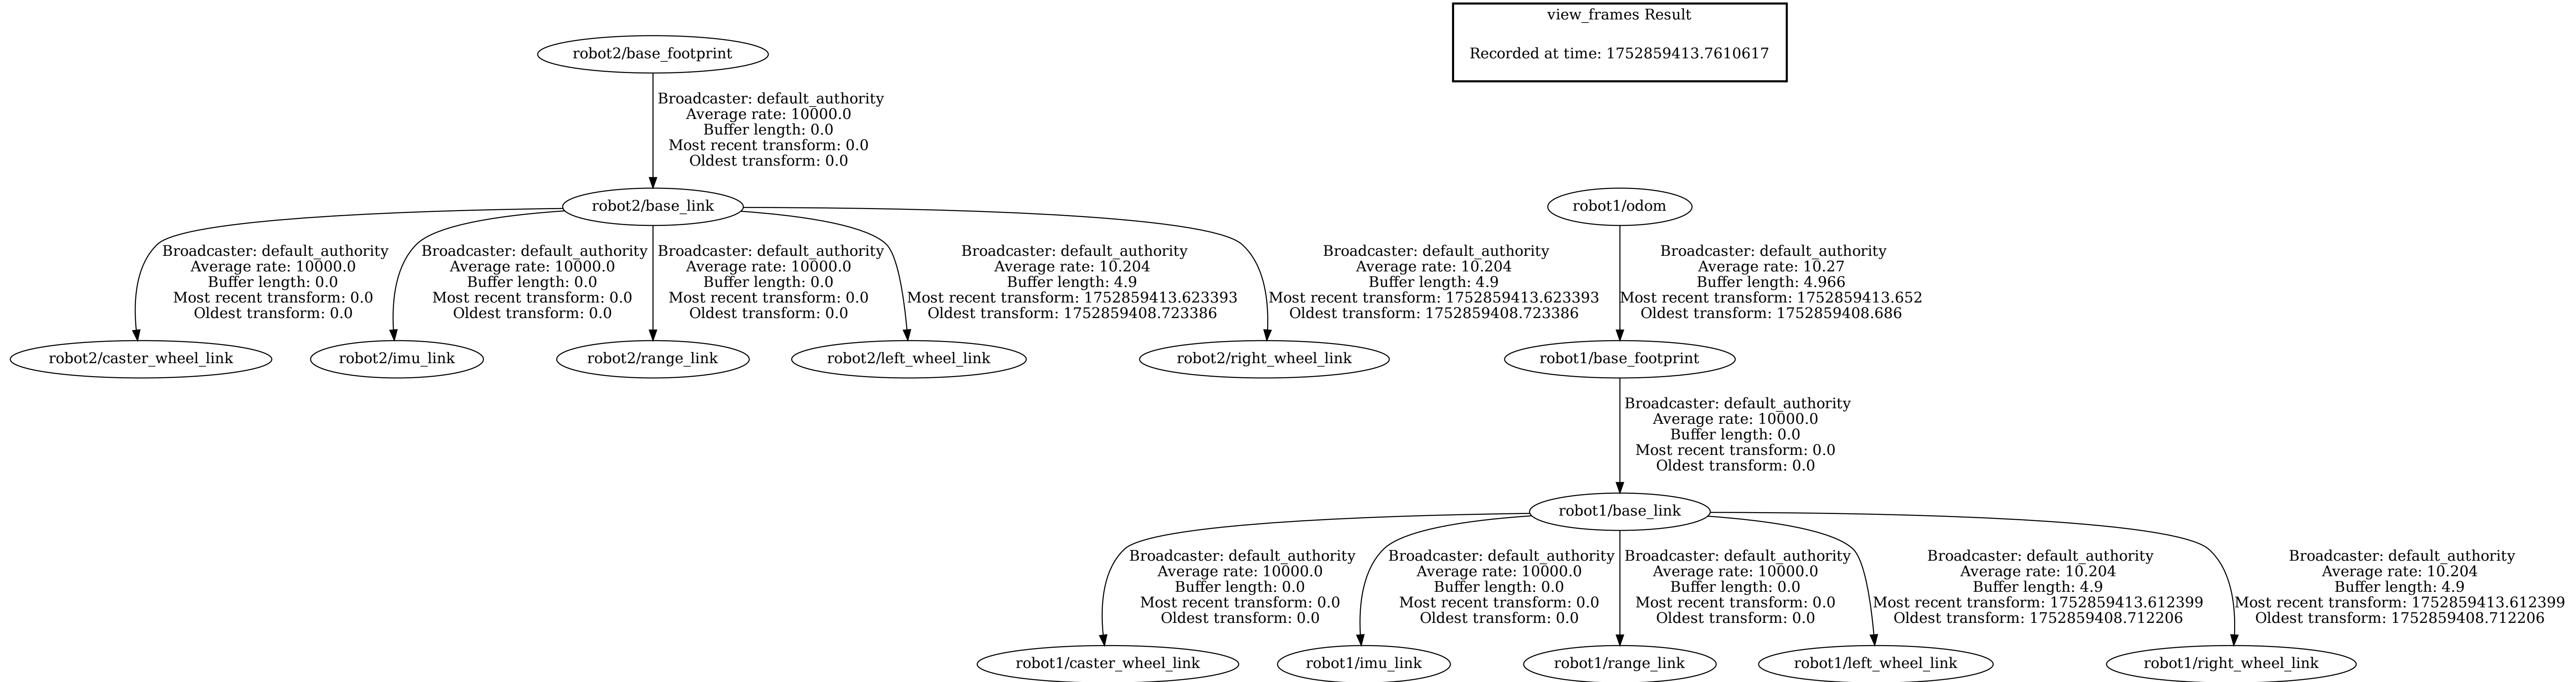 view_frames Result
Recorded at time: 1752859413.7610617
robot2/base_footprint
Broadcaster: default_authority
Average rate: 10000.0
Buffer length: 0.0
Most recent transform: 0.0
Oldest transform: 0.0
robot2/base_link
robot1/odom
Broadcaster: default_authority
Average rate: 10000.0
Buffer length: 0.0
Most recent transform: 0.0
Oldest transform: 0.0
Broadcaster: default_authority
Average rate: 10000.0
Buffer length: 0.0
Most recent transform: 0.0
Oldest transform: 0.0
Broadcaster: default_authority
Average rate: 10000.0
Buffer length: 0.0
Most recent transform: 0.0
Oldest transform: 0.0
Broadcaster: default_authority
Average rate: 10.204
Buffer length: 4.9
Most recent transform: 1752859413.623393
Oldest transform: 1752859408.723386
Broadcaster: default_authority
Average rate: 10.204
Buffer length: 4.9
Most recent transform: 1752859413.623393
Oldest transform: 1752859408.723386
Broadcaster: default_authority
Average rate: 10.27
Buffer length: 4.966
Most recent transform: 1752859413.652
Oldest transform: 1752859408.686
robot2/caster_wheel_link
robot2/imu_link
robot2/range_link
robot2/left_wheel_link
robot2/right_wheel_link
robot1/base_footprint
Broadcaster: default_authority
Average rate: 10000.0
Buffer length: 0.0
Most recent transform: 0.0
Oldest transform: 0.0
robot1/base_link
Broadcaster: default_authority
Average rate: 10000.0
Buffer length: 0.0
Most recent transform: 0.0
Oldest transform: 0.0
Broadcaster: default_authority
Average rate: 10000.0
Buffer length: 0.0
Most recent transform: 0.0
Oldest transform: 0.0
Broadcaster: default_authority
Average rate: 10000.0
Buffer length: 0.0
Most recent transform: 0.0
Oldest transform: 0.0
Broadcaster: default_authority
Average rate: 10.204
Buffer length: 4.9
Most recent transform: 1752859413.612399
Oldest transform: 1752859408.712206
Broadcaster: default_authority
Average rate: 10.204
Buffer length: 4.9
Most recent transform: 1752859413.612399
Oldest transform: 1752859408.712206
robot1/caster_wheel_link
robot1/imu_link
robot1/range_link
robot1/left_wheel_link
robot1/right_wheel_link